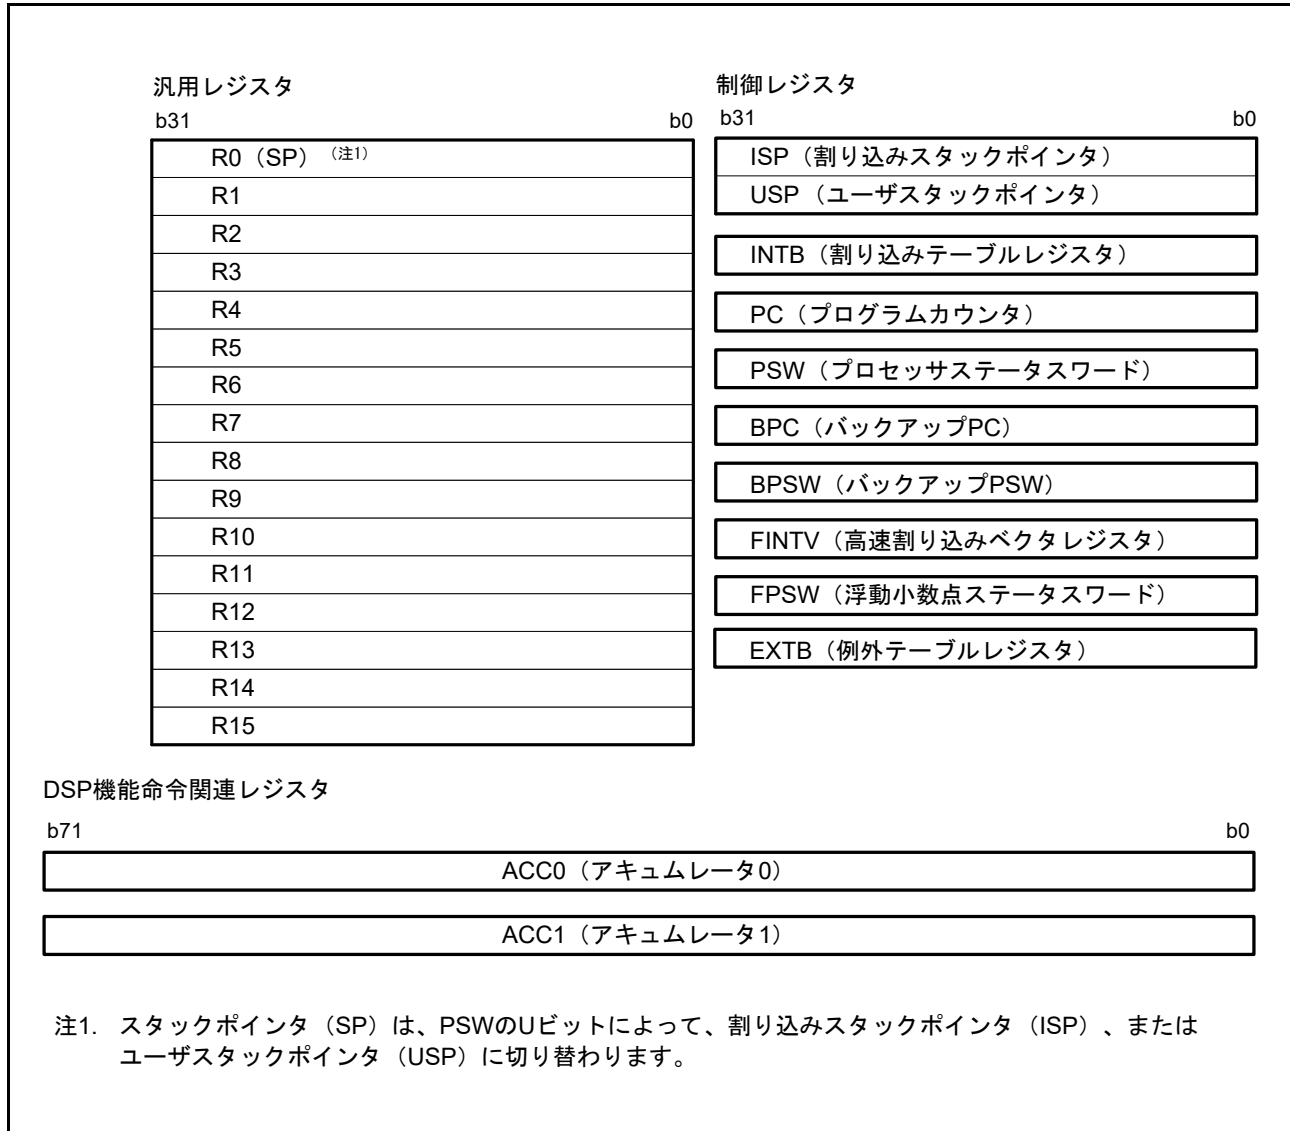 汎用レジスタ
b31 b0
R0（SP）（注1）
R1
R2
R3
R4
R5
R6
R7
R8
R9
R10
R11
R12
R13
R14
R15
制御レジスタ
b31 b0
ISP（割り込みスタックポインタ）
USP（ユーザスタックポインタ）
INTB（割り込みテーブルレジスタ）
PC（プログラムカウンタ）
PSW（プロセッサステータスワード）
BPC（バックアップPC）
BPSW（バックアップPSW）
FINTV（高速割り込みベクタレジスタ）
FPSW（浮動小数点ステータスワード）
EXTB（例外テーブルレジスタ）
DSP機能命令関連レジスタ
b71 b0
ACC0（アキュムレータ0）
ACC1（アキュムレータ1）
注1. スタックポインタ（SP）は、PSWのUビットによって、割り込みスタックポインタ（ISP）、または
ユーザスタックポインタ（USP）に切り替わります。